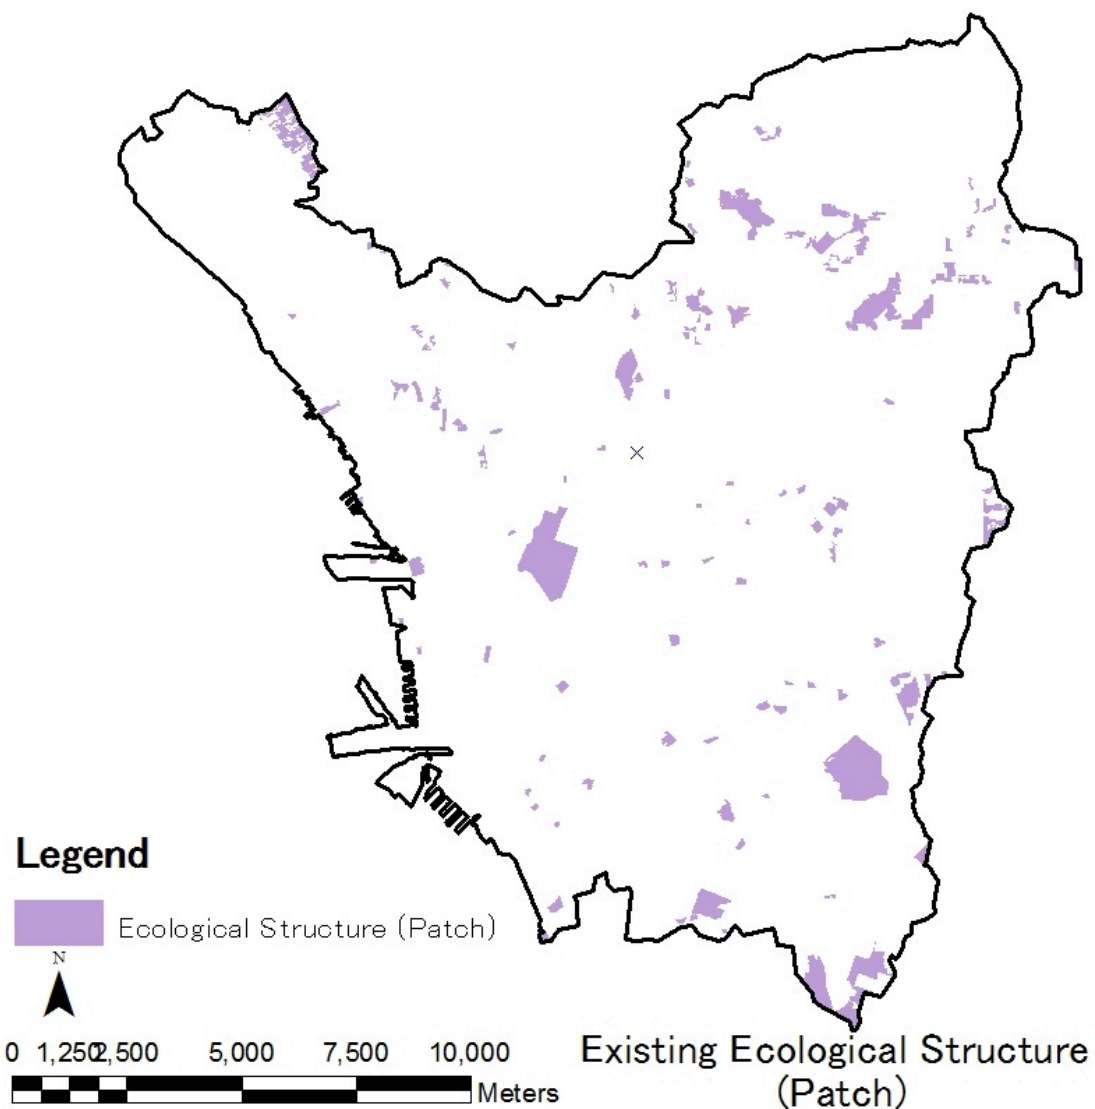 Legend
Ecological Structure (Patch)
N
0 1,250 2,500 5,000 7,500 10,000
Meters
Existing Ecological Structure
(Patch)